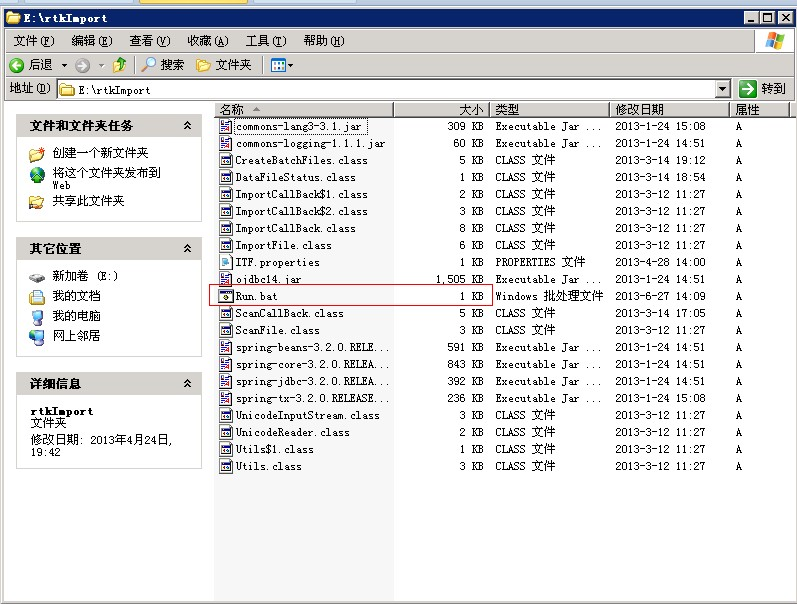 E:\rtkImport
文件(F) 编辑(E) 查看(V) 收藏(A) 工具(T) 帮助(H)
后退 搜索 文件夹
地址(D) E:\rtkImport 转到
文件和文件夹任务
创建一个新文件夹
将这个文件夹发布到
Web
共享此文件夹
其它位置
新加卷 (E:)
我的文档
我的电脑
网上邻居
详细信息
rtkImport
文件夹
修改日期: 2013年4月24日,
19:42
名称 大小 类型 修改日期 属性
commons-lang3-3.1.jar 309 KB Executable Jar ... 2013-1-24 15:08 A
commons-logging-1.1.1.jar 60 KB Executable Jar ... 2013-1-24 14:51 A
CreateBatchFiles.class 5 KB CLASS 文件 2013-3-14 19:12 A
DataFileStatus.class 1 KB CLASS 文件 2013-3-14 18:54 A
ImportCallBack$1.class 2 KB CLASS 文件 2013-3-12 11:27 A
ImportCallBack$2.class 3 KB CLASS 文件 2013-3-12 11:27 A
ImportCallBack.class 8 KB CLASS 文件 2013-3-12 11:27 A
ImportFile.class 6 KB CLASS 文件 2013-3-12 11:27 A
ITF.properties 1 KB PROPERTIES 文件 2013-4-28 14:00 A
ojdbc14.jar 1,505 KB Executable Jar ... 2013-1-24 14:51 A
Run.bat 1 KB Windows 批处理文件 2013-6-27 14:09 A
ScanCallBack.class 5 KB CLASS 文件 2013-3-14 17:05 A
ScanFile.class 3 KB CLASS 文件 2013-3-12 11:27 A
spring-beans-3.2.0.RELE... 591 KB Executable Jar ... 2013-1-24 14:51 A
spring-core-3.2.0.RELEA... 843 KB Executable Jar ... 2013-1-24 14:51 A
spring-jdbc-3.2.0.RELEA... 392 KB Executable Jar ... 2013-1-24 14:51 A
spring-tx-3.2.0.RELEASE... 236 KB Executable Jar ... 2013-1-24 15:08 A
UnicodeInputStream.class 3 KB CLASS 文件 2013-3-12 11:27 A
UnicodeReader.class 2 KB CLASS 文件 2013-3-12 11:27 A
Utils$1.class 1 KB CLASS 文件 2013-3-12 11:27 A
Utils.class 3 KB CLASS 文件 2013-3-12 11:27 A